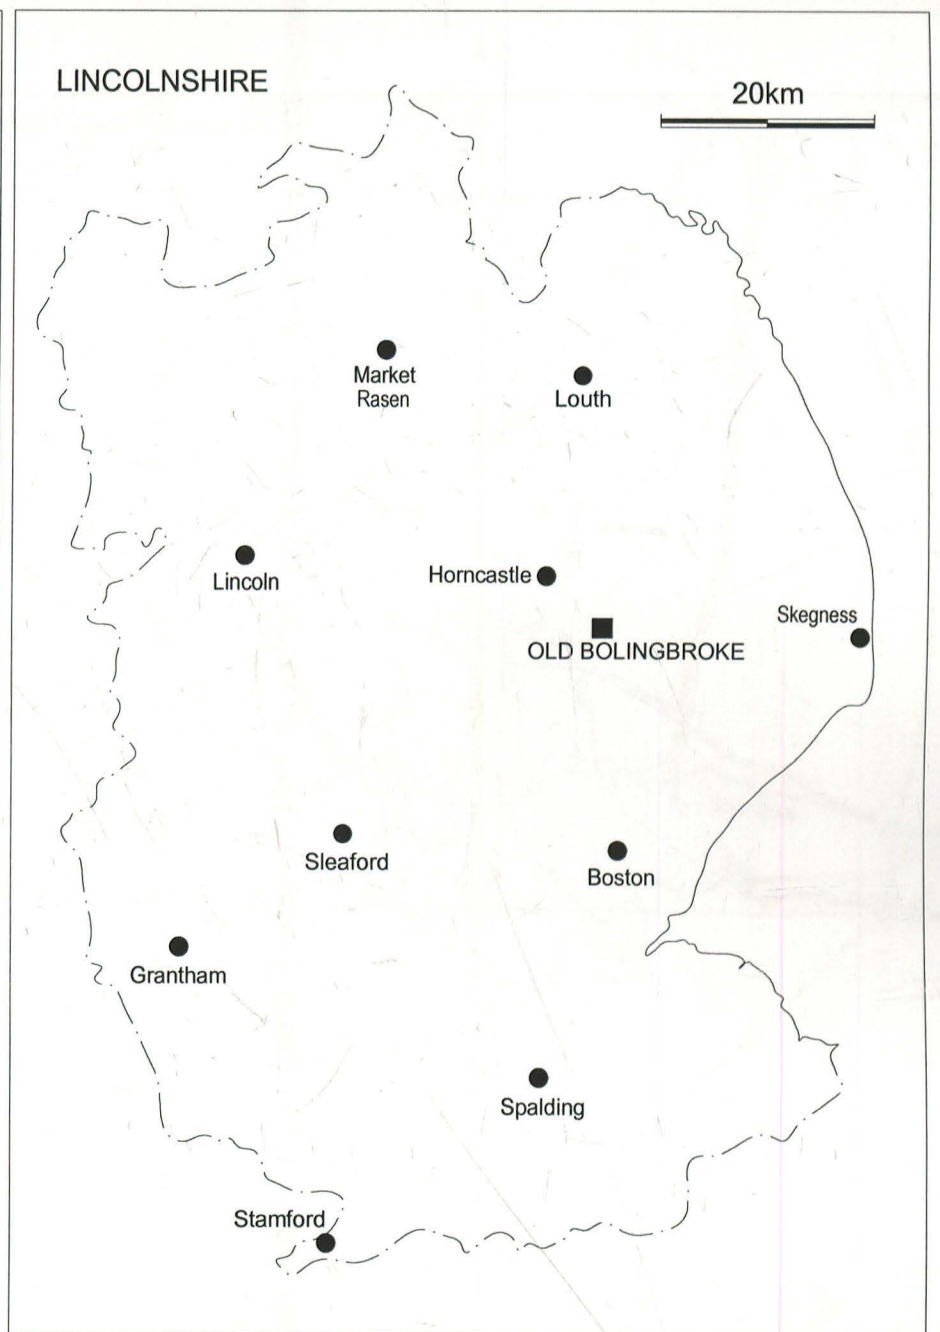 LINCOLNSHIRE
20km
Market
Rasen
Louth
Lincoln
Horncastle
Skegness
OLD BOLINGBROKE
Sleaford
Boston
Grantham
Spalding
Stamford